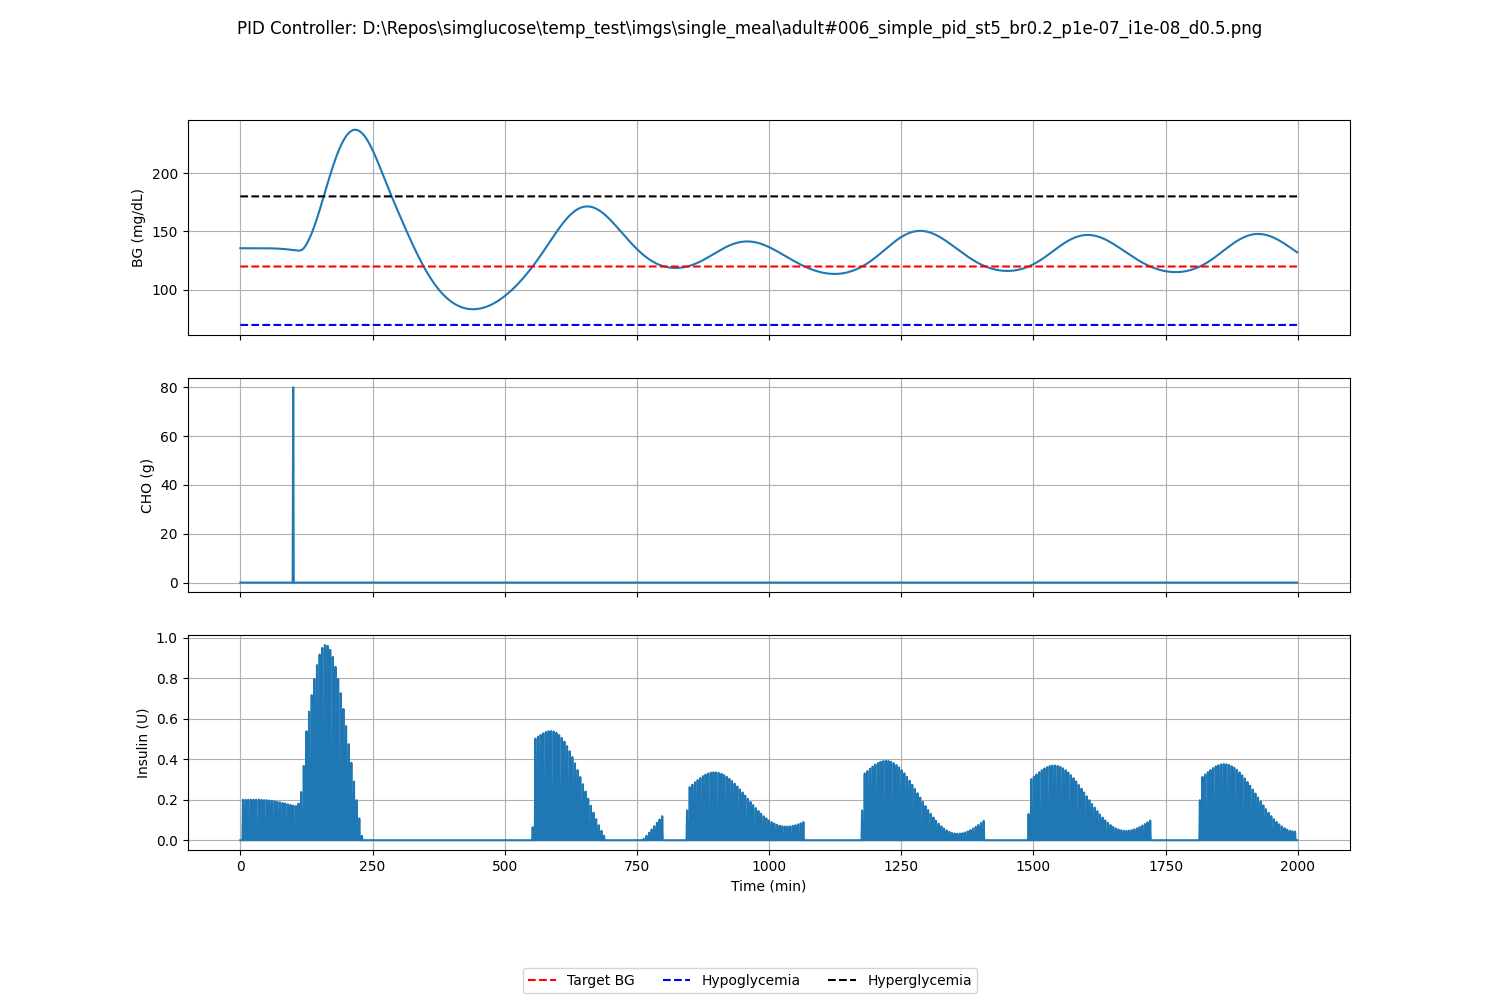 PID Controller: D:\Repos\simglucose\temp_test\imgs\single_meal\adult#006_simple_pid_st5_br0.2_p1e-07_i1e-08_d0.5.png
BG (mg/dL)
200
150
100
CHO (g)
80
60
40
20
0
Insulin (U)
1.0
0.8
0.6
0.4
0.2
0.0
0 250 500 750 1000 1250 1500 1750 2000
Time (min)
Target BG Hypoglycemia Hyperglycemia